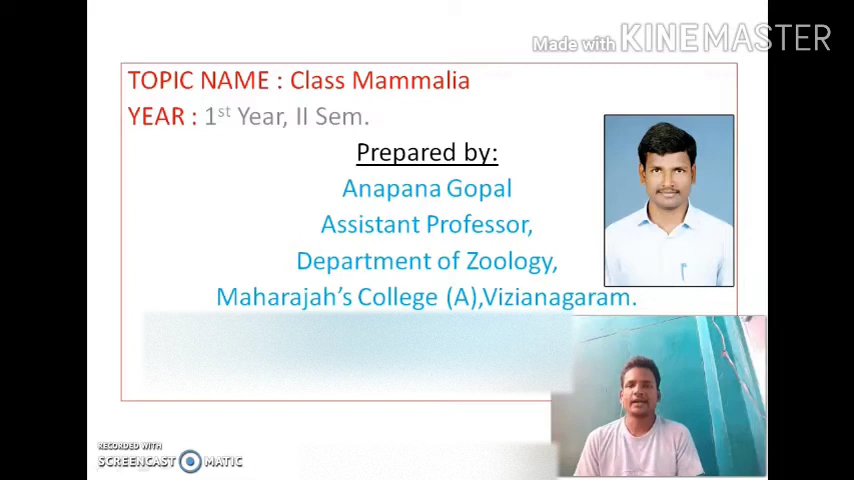 Made with KINEMASTER
TOPIC NAME : Class Mammalia
YEAR : 1st Year, II Sem.
Prepared by:
Anapana Gopal
Assistant Professor,
Department of Zoology,
Maharajah's College (A),Vizianagaram.
RECORDED WITH
SCREENCAST MATIC